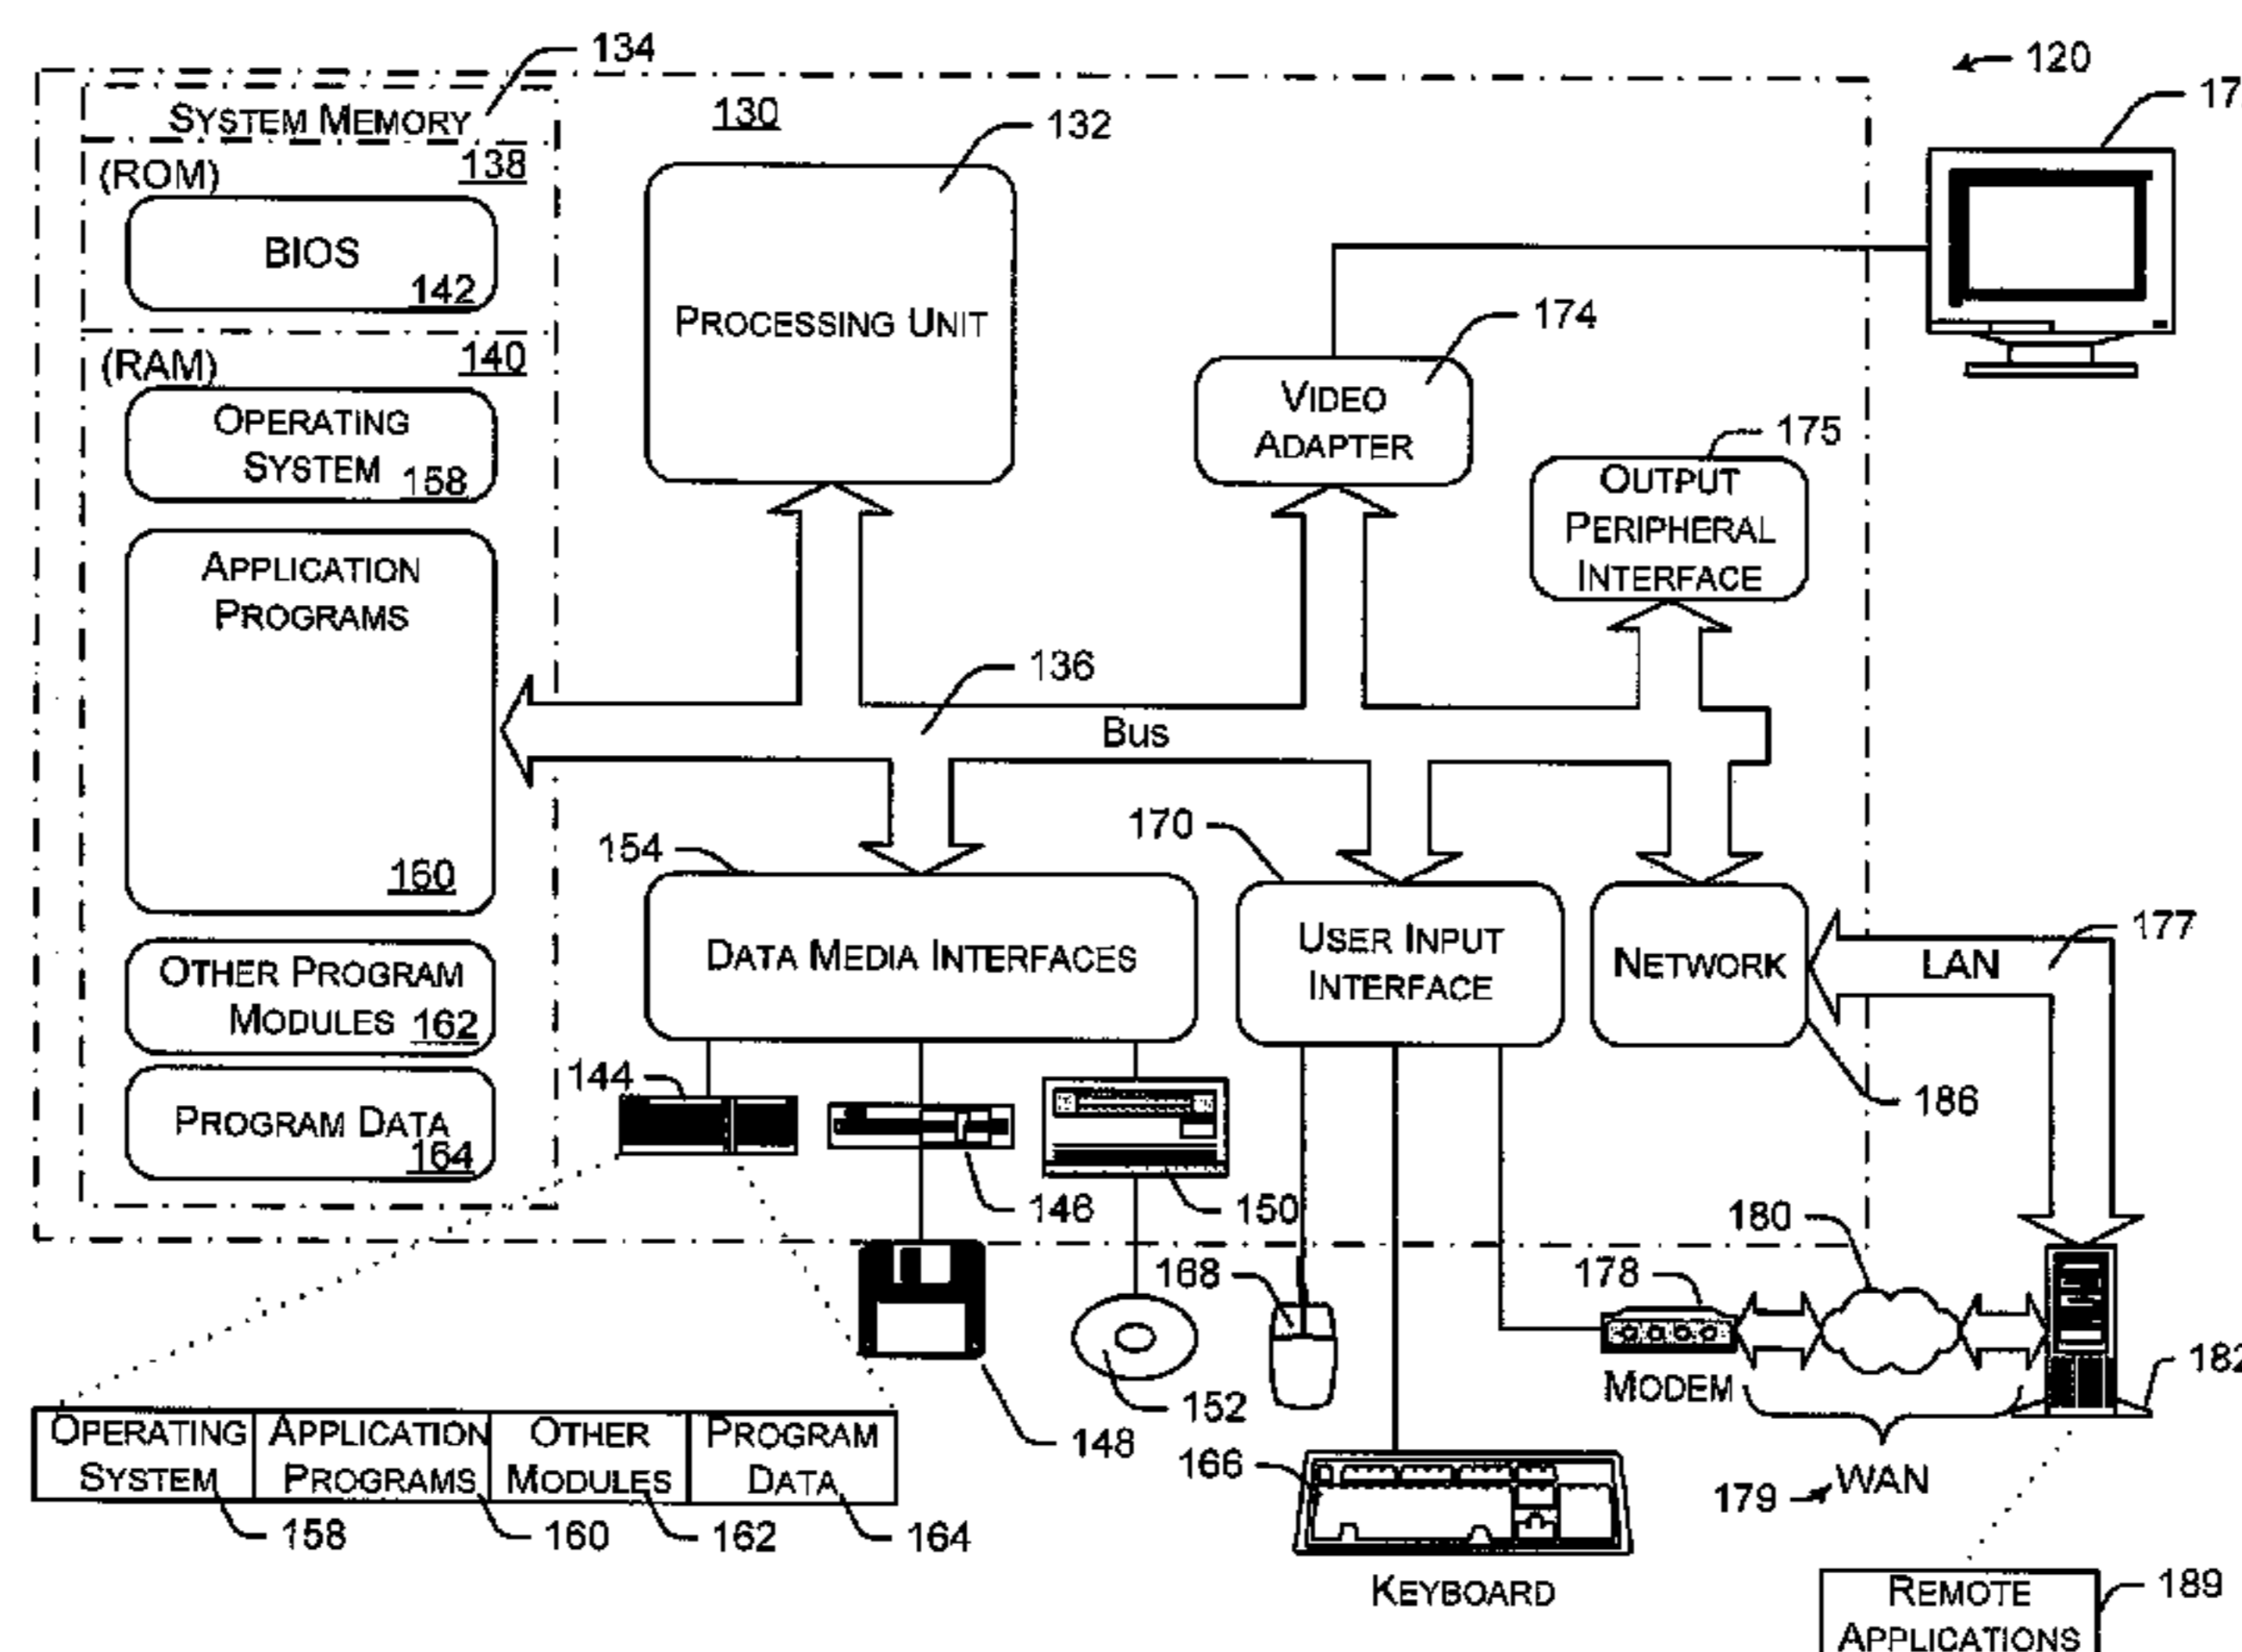 134
120
17
SYSTEM MEMORY
130
132
(ROM)
138
BIOS
142
PROCESSING UNIT
174
(RAM)
140
VIDEO
ADAPTER
175
OPERATING
SYSTEM
158
OUTPUT
PERIPHERAL
INTERFACE
APPLICATION
PROGRAMS
160
136
Bus
170
154
177
DATA MEDIA INTERFACES
USER INPUT
INTERFACE
NETWORK
LAN
OTHER PROGRAM
MODULES 162
144
186
PROGRAM DATA
164
146
150
180
168
178
182
MODEM
152
148
OPERATING
SYSTEM
APPLICATION
PROGRAMS
OTHER
MODULES
PROGRAM
DATA
166
179
WAN
158
160
162
164
KEYBOARD
REMOTE
APPLICATIONS
189